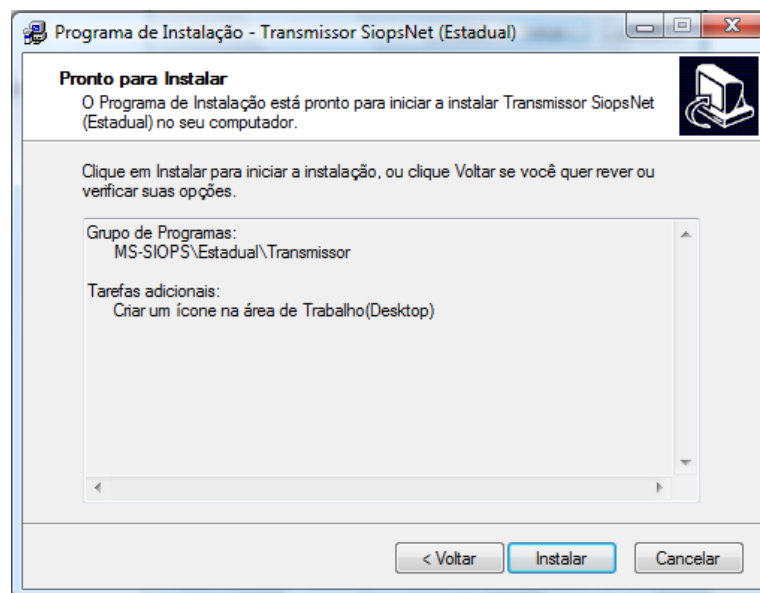 Programa de Instalação - Transmissor SiopsNet (Estadual)
Pronto para Instalar
O Programa de Instalação está pronto para iniciar a instalar Transmissor SiopsNet
(Estadual) no seu computador.
Clique em Instalar para iniciar a instalação, ou clique Voltar se você quer rever ou
verificar suas opções.
Grupo de Programas:
MS-SIOPS\Estadual\Transmissor
Tarefas adicionais:
Criar um ícone na área de Trabalho(Desktop)
< Voltar
Instalar
Cancelar